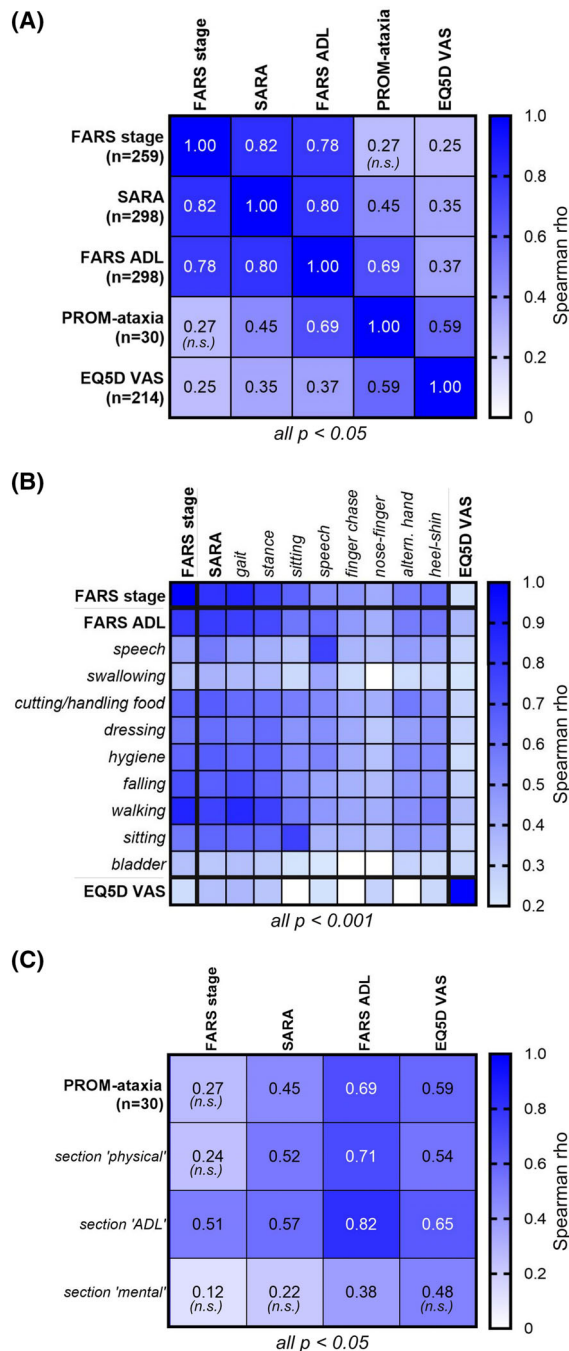 (A)
FARS stage
SARA
FARS ADL
PROM-ataxia
EQ5D VAS
FARS stage
(n=259)
1.00 0.82 0.78 0.27 0.25
(n.s.)
SARA
(n=298)
0.82 1.00 0.80 0.45 0.35
FARS ADL
(n=298)
0.78 0.80 1.00 0.69 0.37
PROM-ataxia
(n=30)
0.27 0.45 0.69 1.00 0.59
(n.s.)
EQ5D VAS
(n=214)
0.25 0.35 0.37 0.59 1.00
all p < 0.05
1.0
0.8
0.6
0.4
0.2
0
Spearman rho
(B)
FARS stage
SARA
gait
stance
sitting
speech
finger chase
nose-finger
altern. hand
heel-shin
EQ5D VAS
FARS stage
FARS ADL
speech
swallowing
cutting/handling food
dressing
hygiene
falling
walking
sitting
bladder
EQ5D VAS
all p < 0.001
1.0
0.9
0.8
0.7
0.6
0.5
0.4
0.3
0.2
Spearman rho
(C)
FARS stage
SARA
FARS ADL
EQ5D VAS
PROM-ataxia
(n=30)
0.27 0.45 0.69 0.59
(n.s.)
section 'physical'
0.24 0.52 0.71 0.54
(n.s.)
section 'ADL'
0.51 0.57 0.82 0.65
section 'mental'
0.12 0.22 0.38 0.48
(n.s.) (n.s.) (n.s.)
all p < 0.05
1.0
0.8
0.6
0.4
0.2
0
Spearman rho